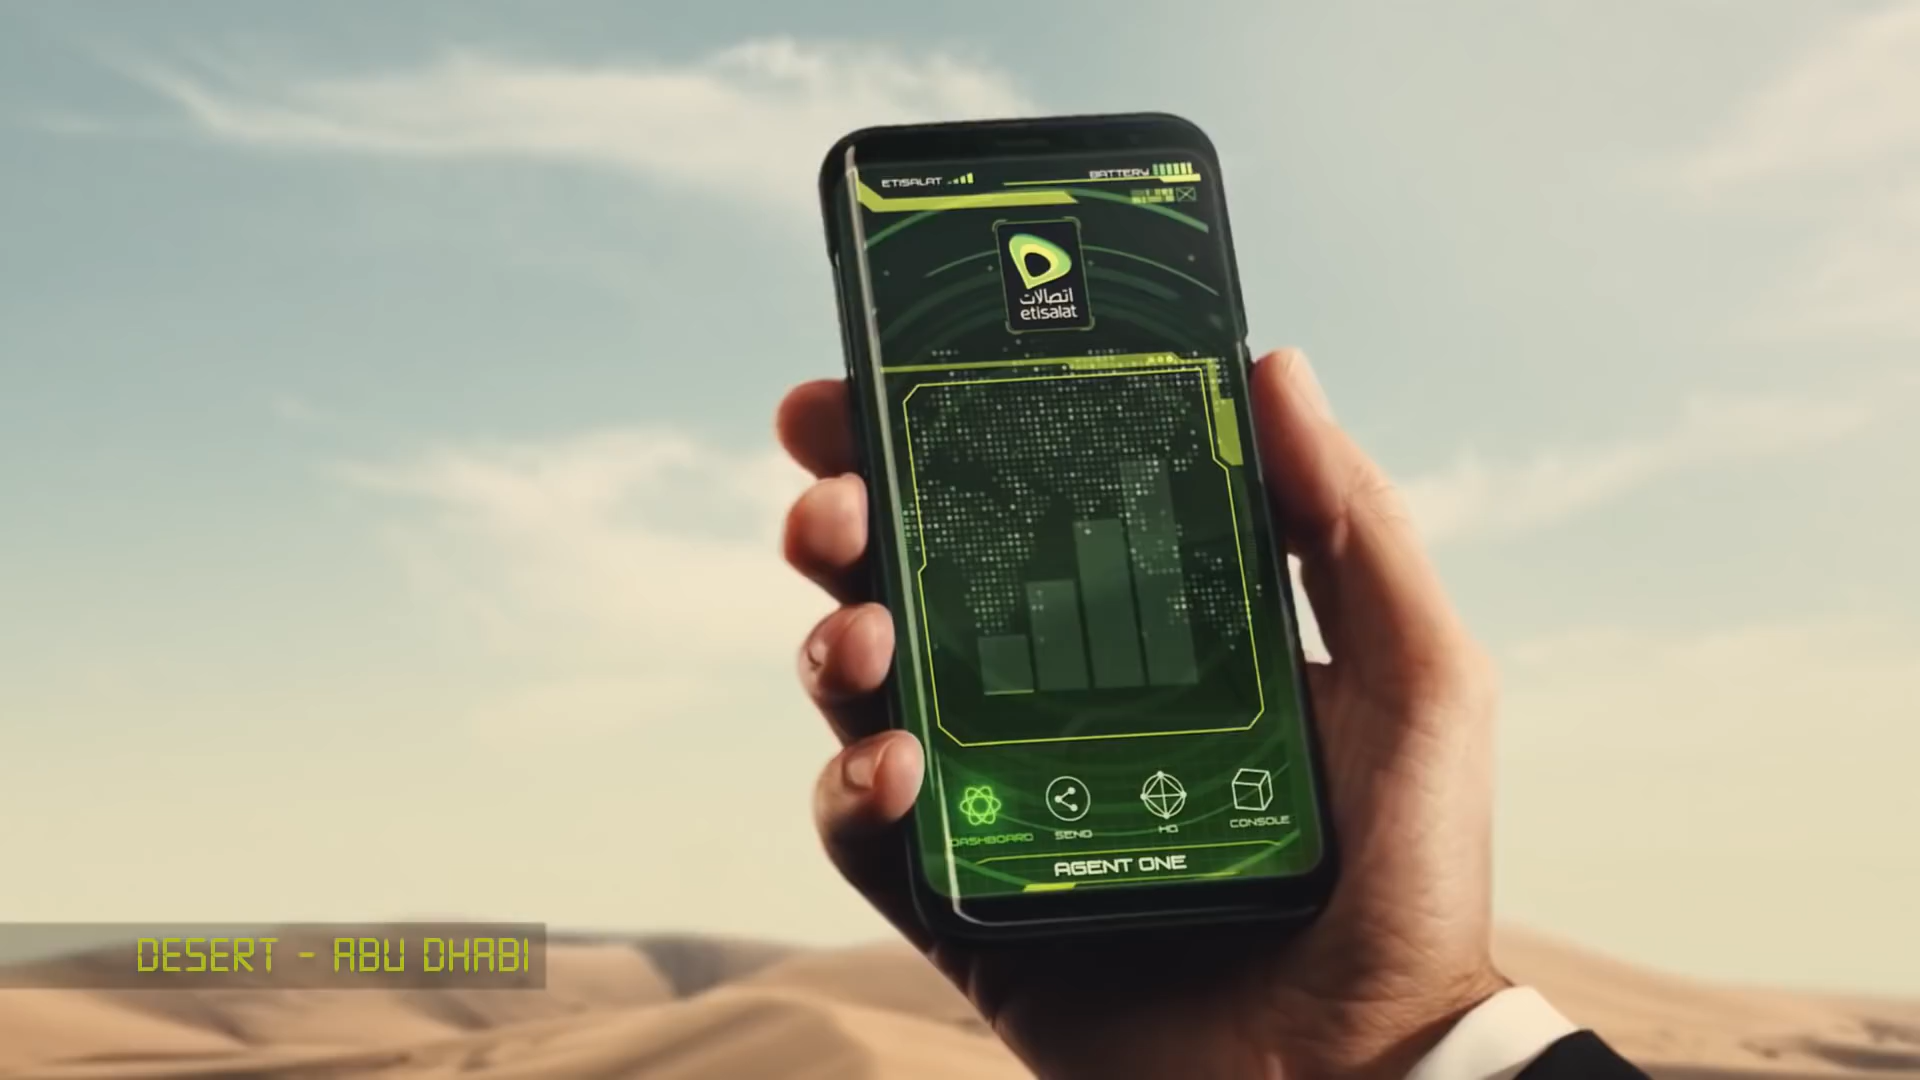 ETISALAT
BATTERY
اتصالات
etisalat
DASHBOARD
SEND
HQ
CONSOLE
AGENT ONE
DESERT - ABU DHABI